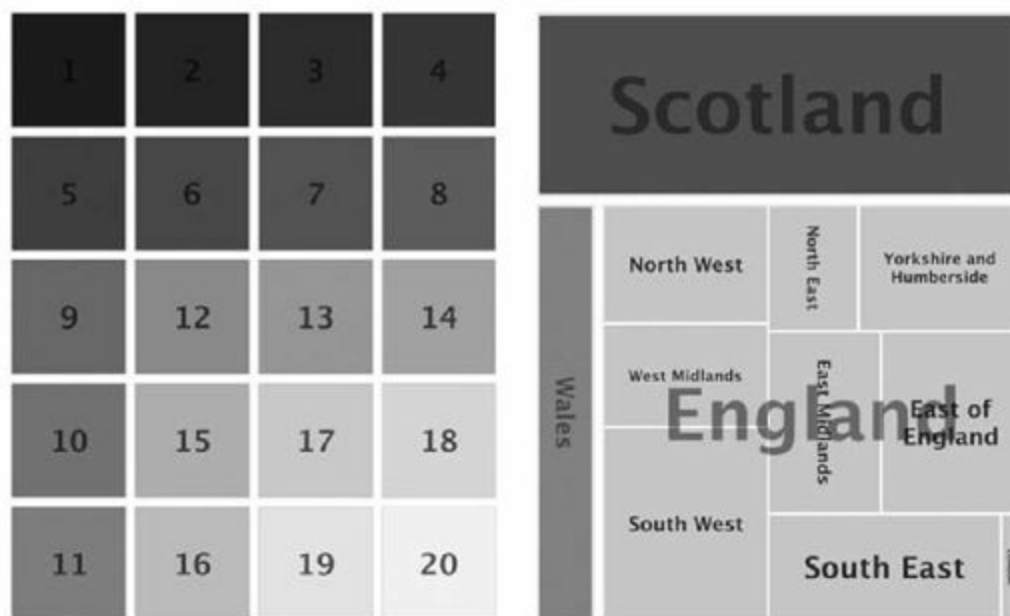 1 2 3 4
5 6 7 8
9 12 13 14
10 15 17 18
11 16 19 20
Scotland
Wales
England
North West
North East
Yorkshire and
Humberside
West Midlands
East Midlands
East of
England
South West
South East